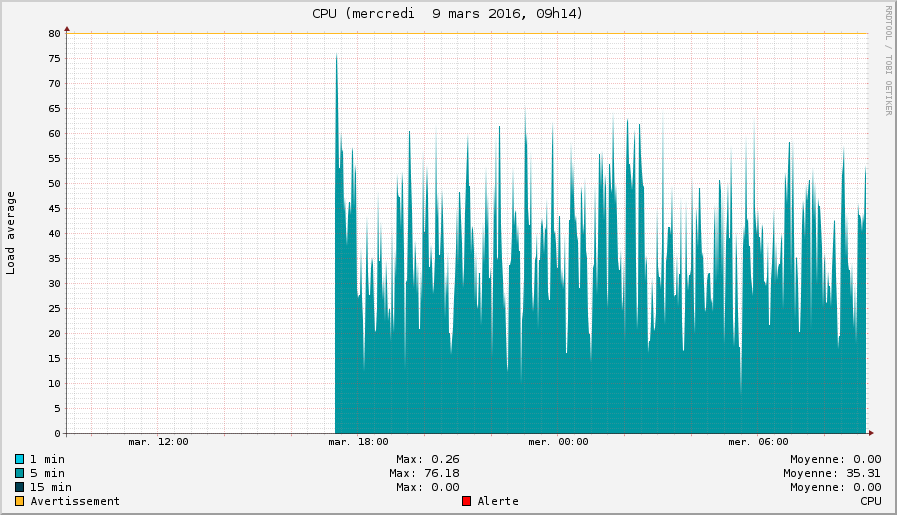 CPU (mercredi  9 mars 2016, 09h14)
RRDTOOL / TOBI OETIKER
Load average
80
75
70
65
60
55
50
45
40
35
30
25
20
15
10
5
0
mar. 12:00 mar. 18:00 mer. 00:00 mer. 06:00
1 min Max: 0.26 Moyenne: 0.00
5 min Max: 76.18 Moyenne: 35.31
15 min Max: 0.00 Moyenne: 0.00
Avertissement Alerte CPU